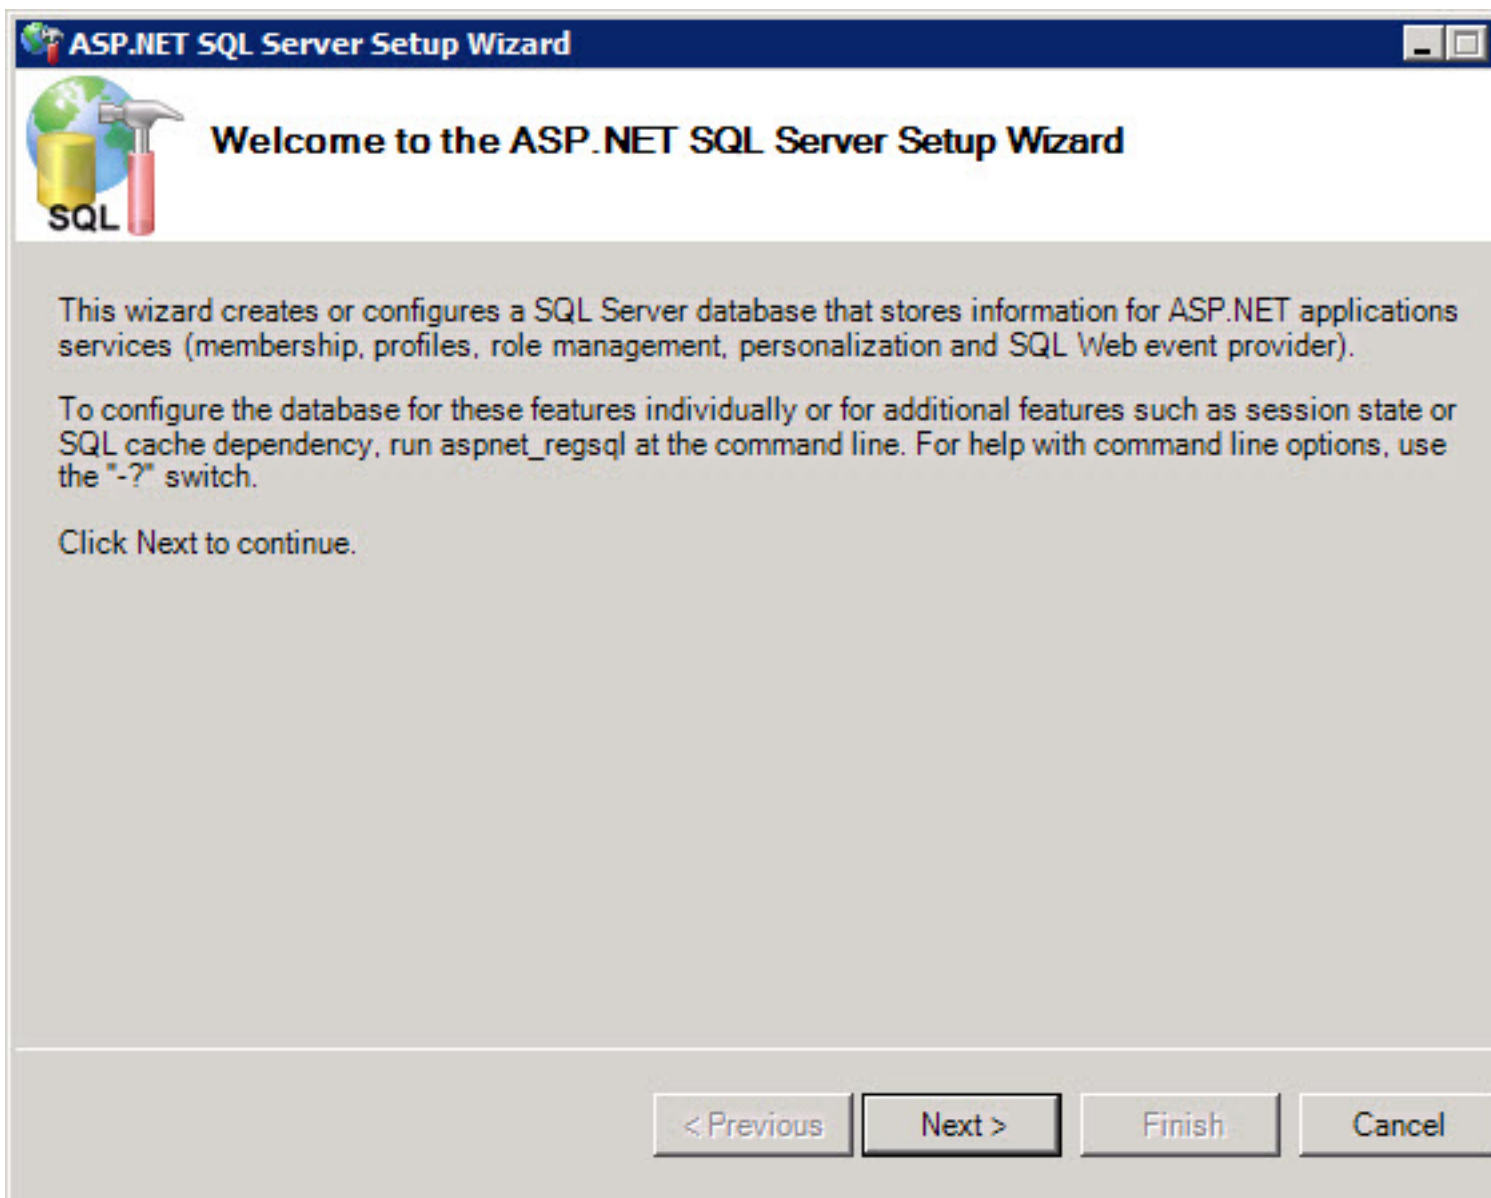 ASP.NET SQL Server Setup Wizard
Welcome to the ASP.NET SQL Server Setup Wizard
SQL
This wizard creates or configures a SQL Server database that stores information for ASP.NET applications
services (membership, profiles, role management, personalization and SQL Web event provider).
To configure the database for these features individually or for additional features such as session state or
SQL cache dependency, run aspnet_regsql at the command line. For help with command line options, use
the "-?" switch.
Click Next to continue.
< Previous
Next >
Finish
Cancel